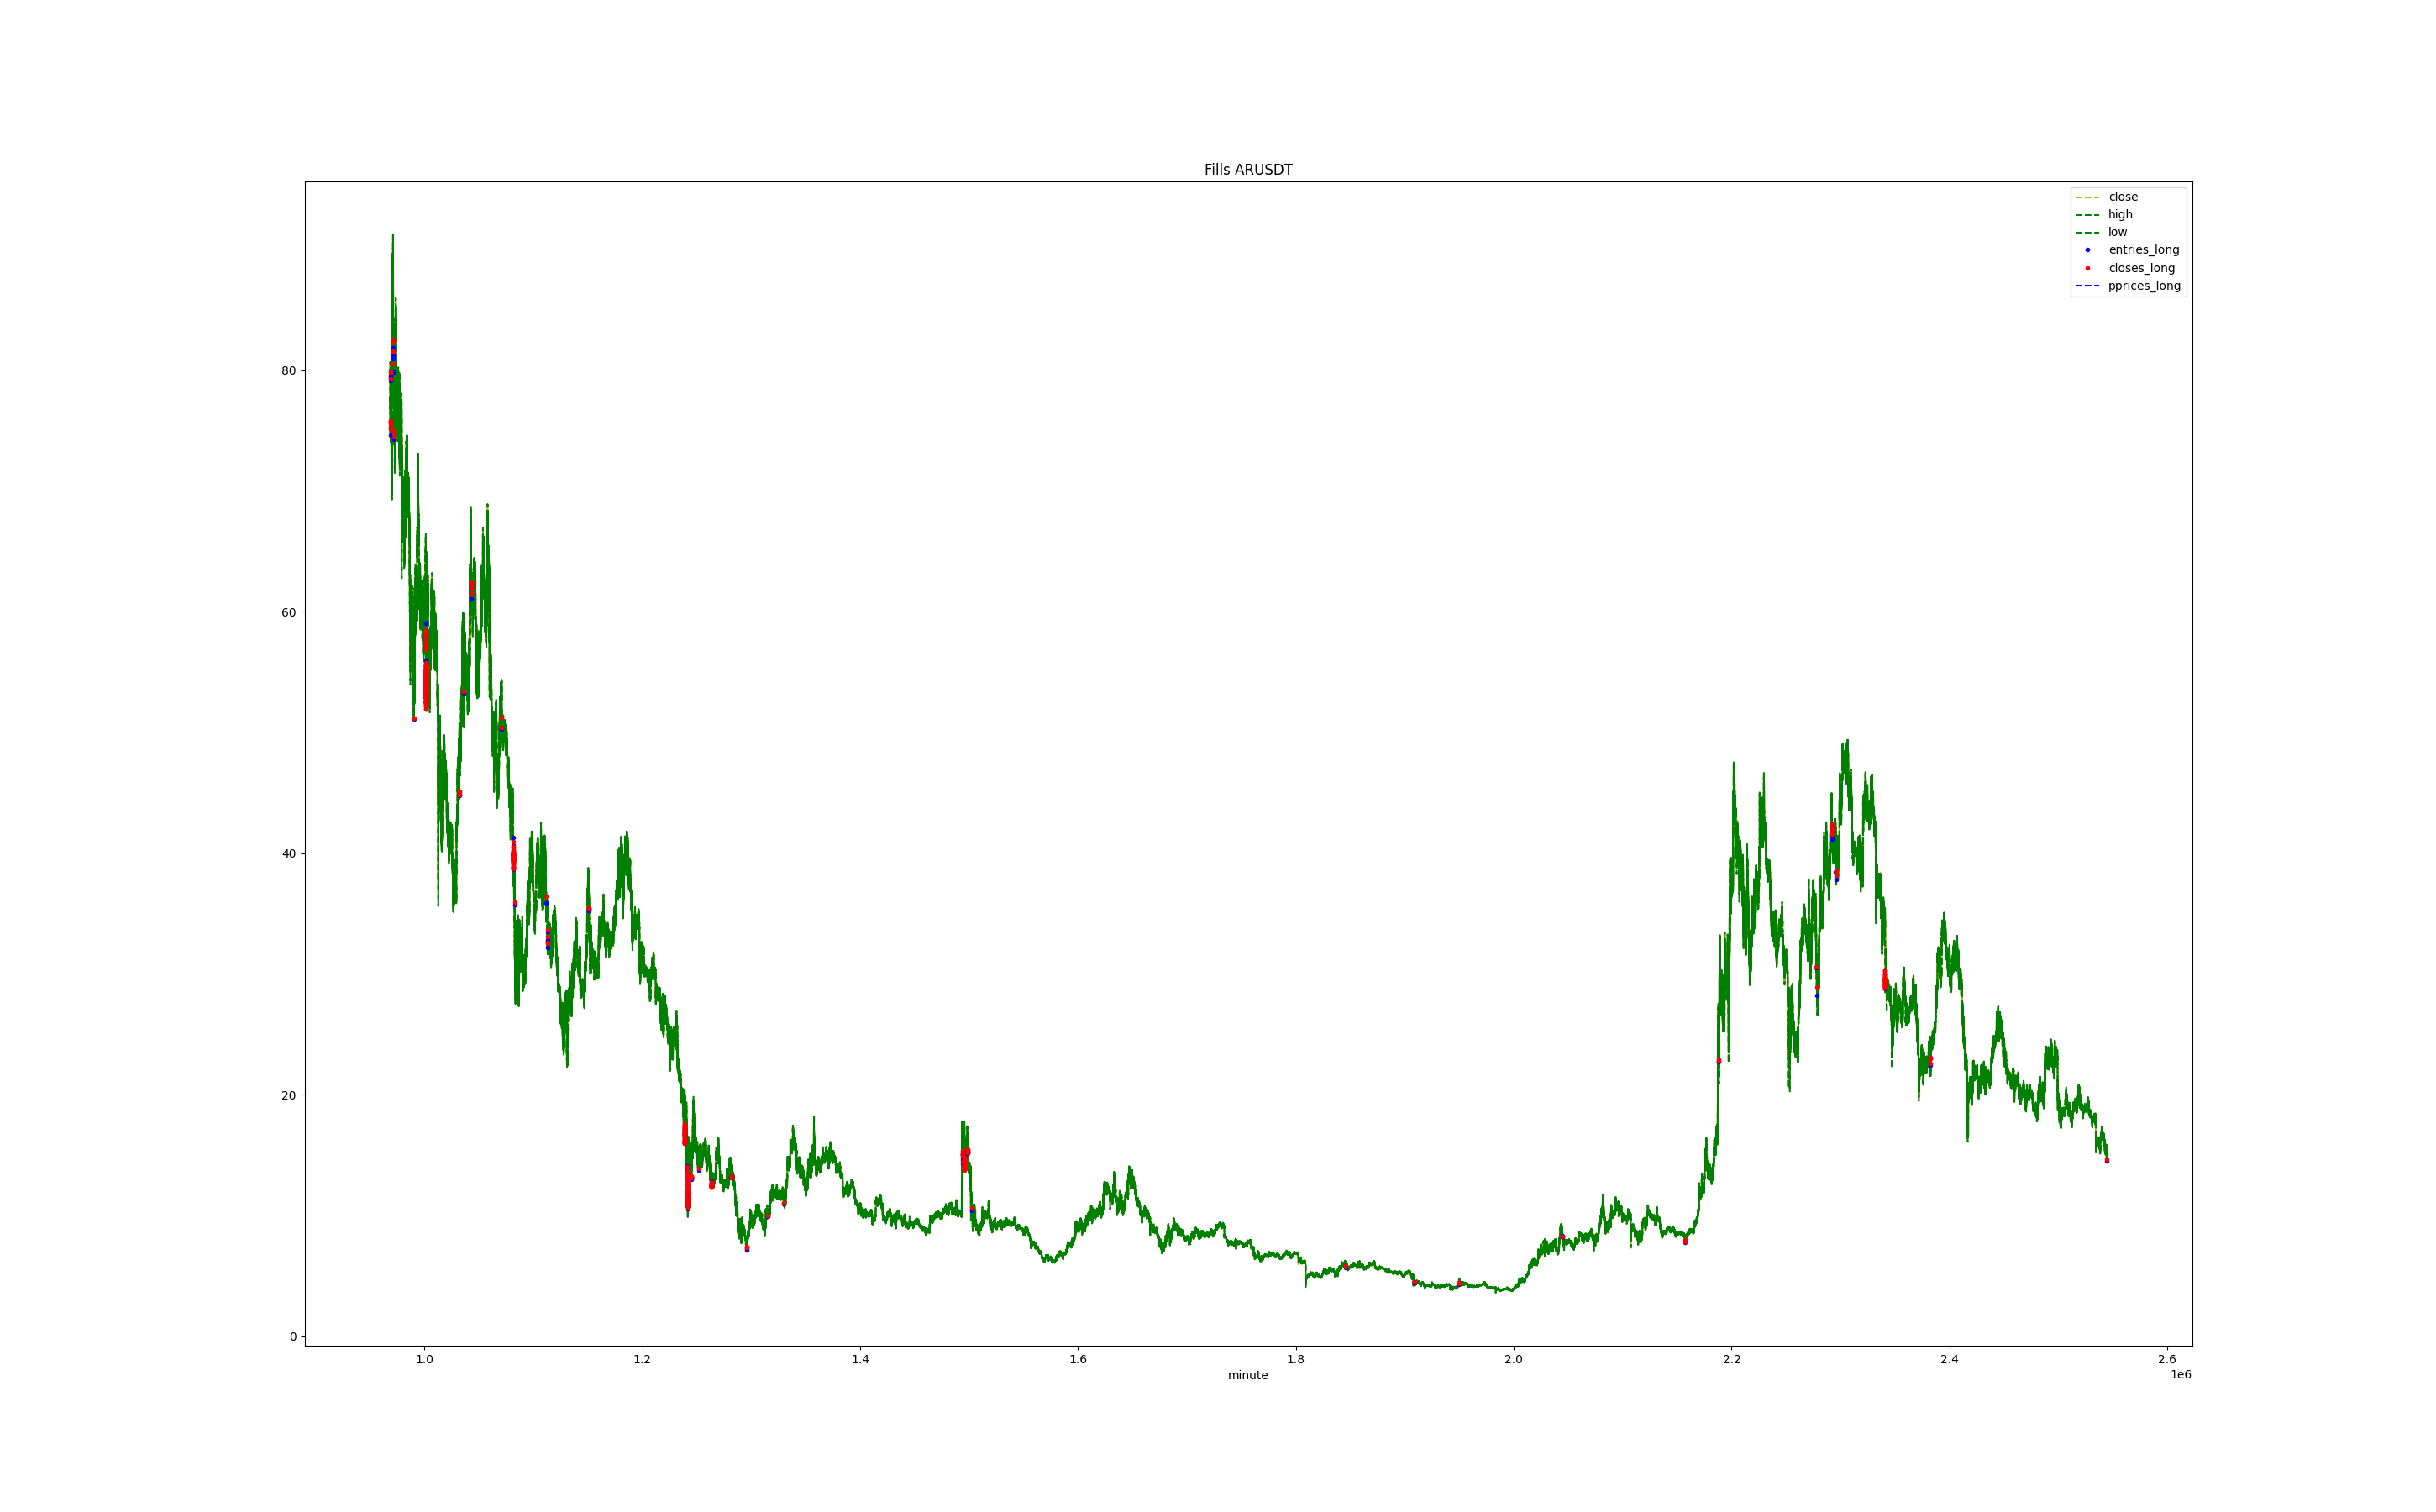 Fills ARUSDT
close
high
low
entries_long
closes_long
pprices_long
80
60
40
20
0
1.0 1.2 1.4 1.6 1.8 2.0 2.2 2.4 2.6
1e6
minute